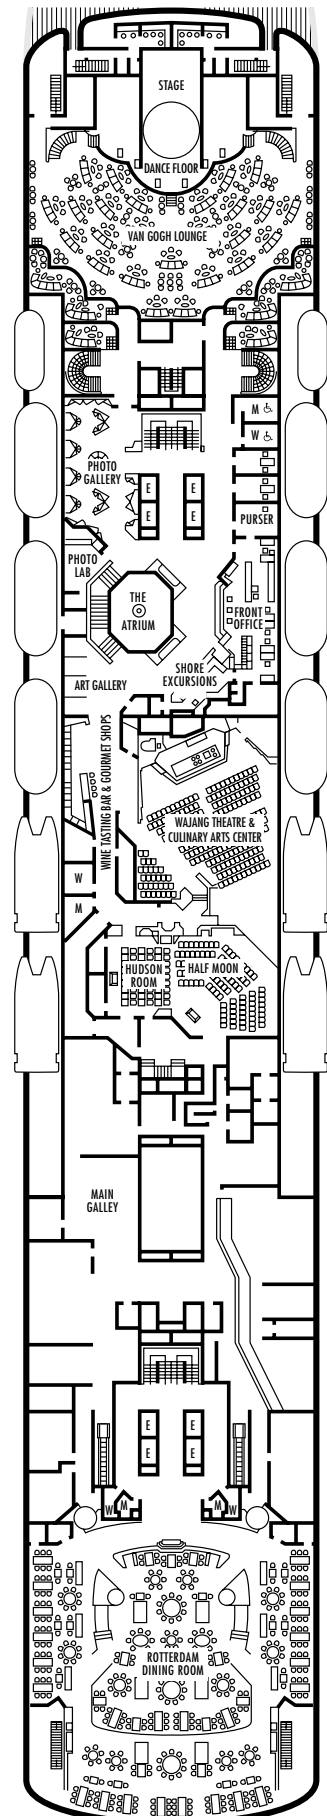 STAGE
DANCE FLOOR
VAN GOGH LOUNGE
M
W
PHOTO
GALLERY
E
E
E
E
PURSER
PHOTO
LAB
THE
ATRIUM
FRONT
OFFICE
SHORE
EXCURSIONS
ART GALLERY
WINE TASTING BAR & GOURMET SHOPS
WAJANG THEATRE &
CULINARY ARTS CENTER
W
M
HUDSON
ROOM
HALF MOON
MAIN
GALLEY
E
E
E
E
W
M
M
W
ROTTERDAM
DINING ROOM